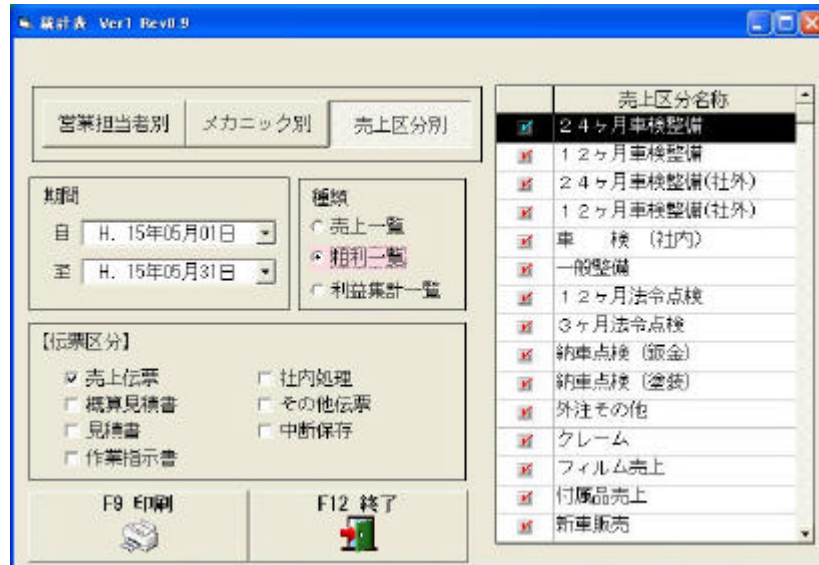 統計表 Ver1 Rev0.9
営業担当者別 メカニック別 売上区分別
期間
自 H. 15年05月01日
至 H. 15年05月31日
種類
売上一覧
粗利一覧
利益集計一覧
【伝票区分】
売上伝票
概算見積書
見積書
作業指示書
社内処理
その他伝票
中断保存
F9 印刷
F12 終了
売上区分名称
24ヶ月車検整備
12ヶ月車検整備
24ヶ月車検整備(社外)
12ヶ月車検整備(社外)
車 検 (社内)
一般整備
12ヶ月法令点検
3ヶ月法令点検
納車点検 (鈑金)
納車点検 (塗装)
外注その他
クレーム
フィルム売上
付属品売上
新車販売